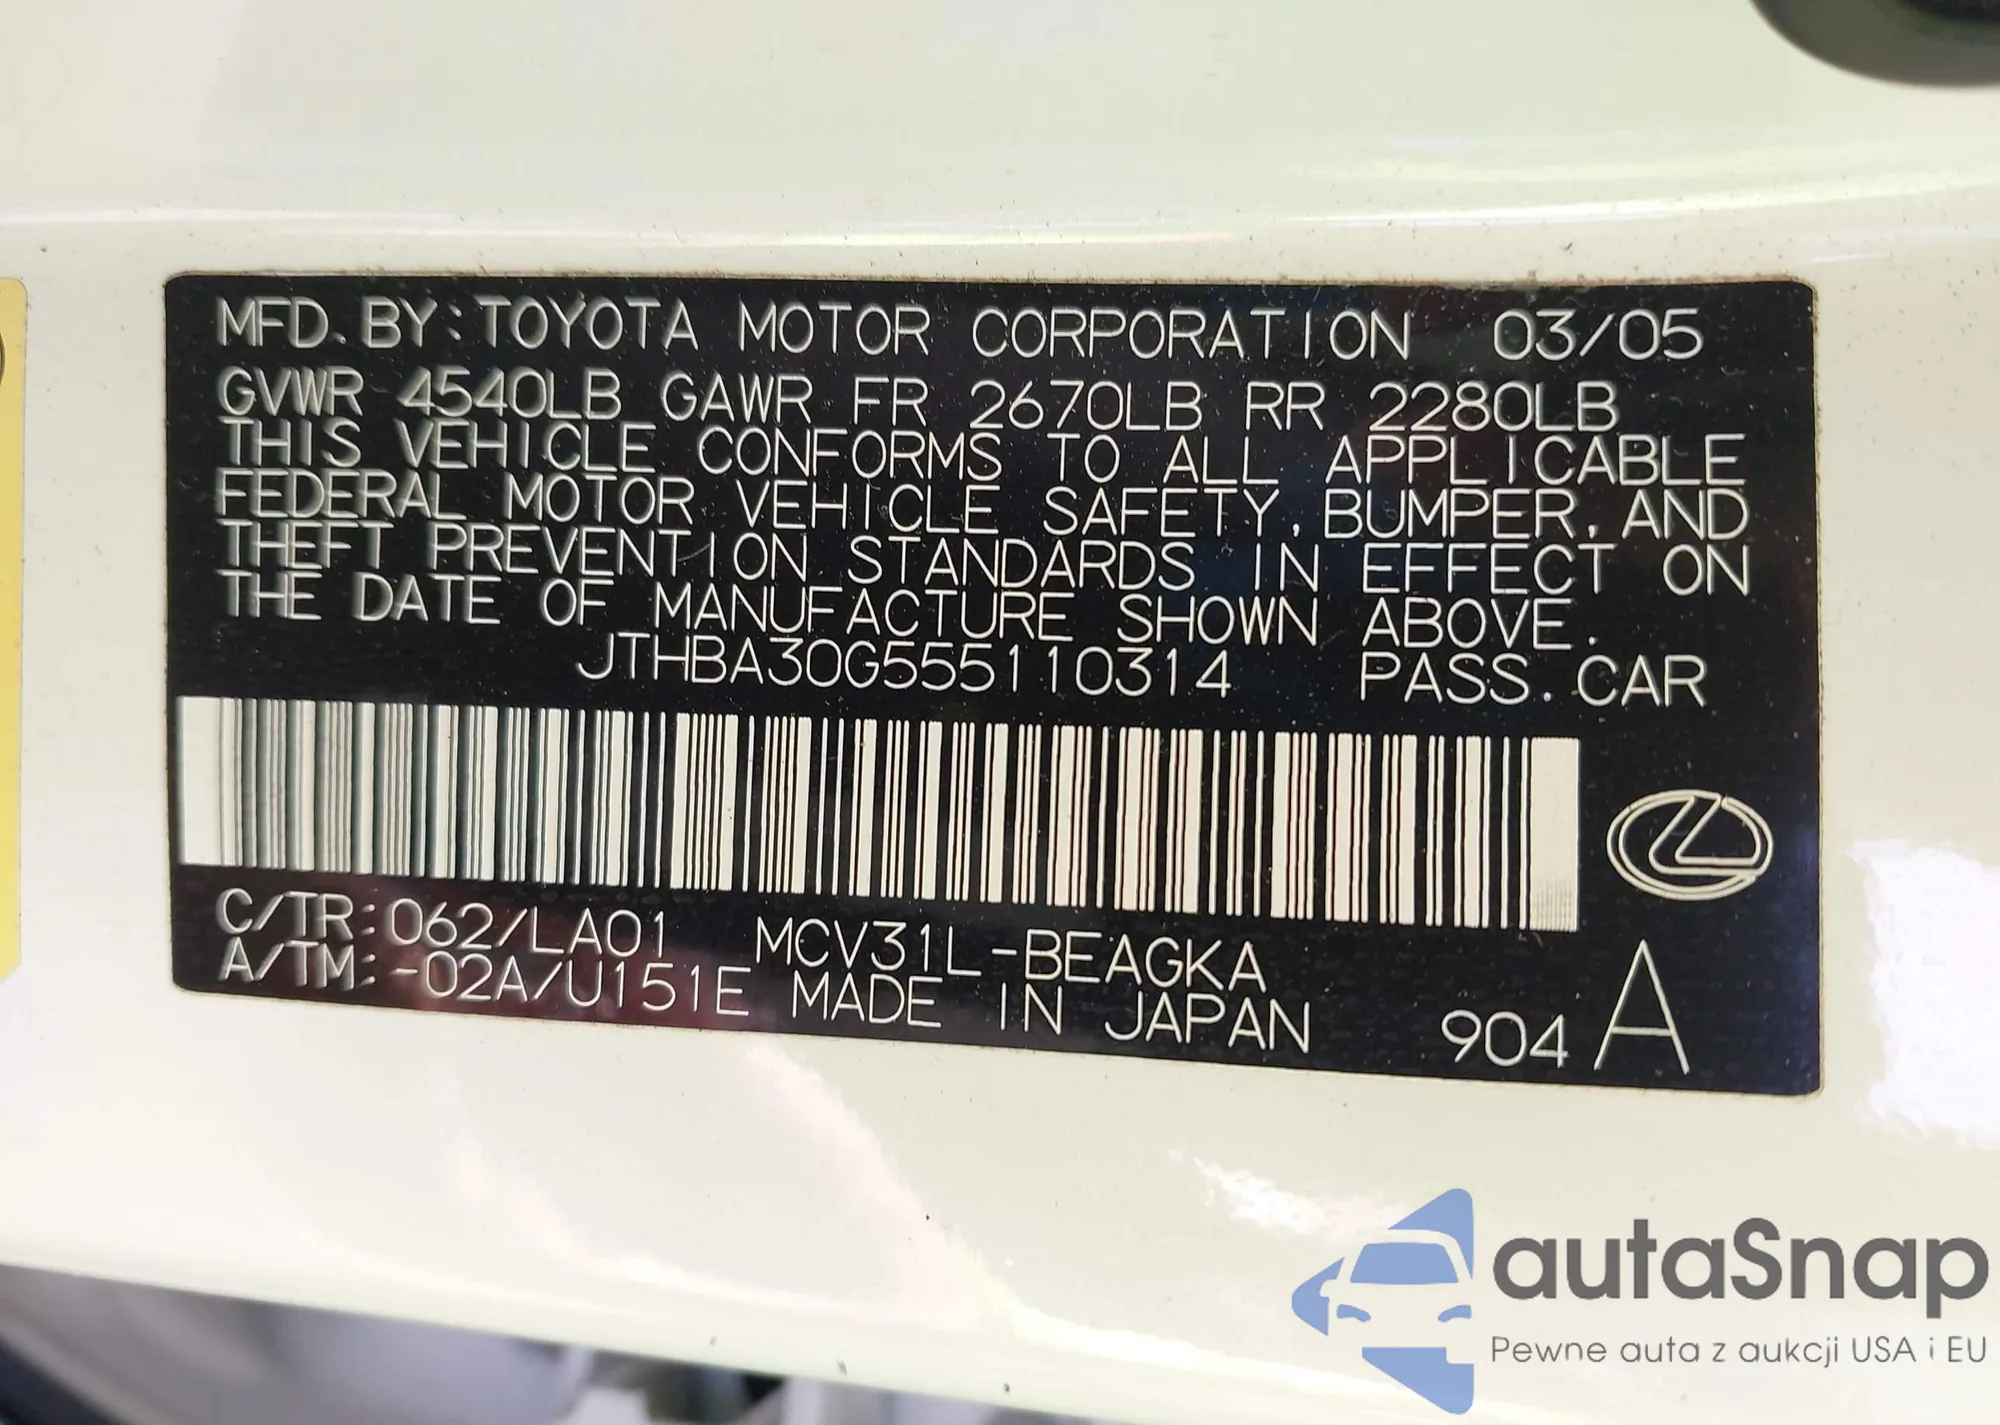 MFD. BY: TOYOTA MOTOR CORPORATION 03/05
GVWR 4540LB GAWR FR 2670LB RR 2280LB
THIS VEHICLE CONFORMS TO ALL APPLICABLE
FEDERAL MOTOR VEHICLE SAFETY, BUMPER, AND
THEFT PREVENTION STANDARDS IN EFFECT ON
THE DATE OF MANUFACTURE SHOWN ABOVE.
JTHBA30G555110314 PASS. CAR
C/TR: 062/LA01 MCV31L-BEAGKA
A/TM: -02A/U151E MADE IN JAPAN 904 A
autaSnap
Pewne auta z aukcji USA i EU